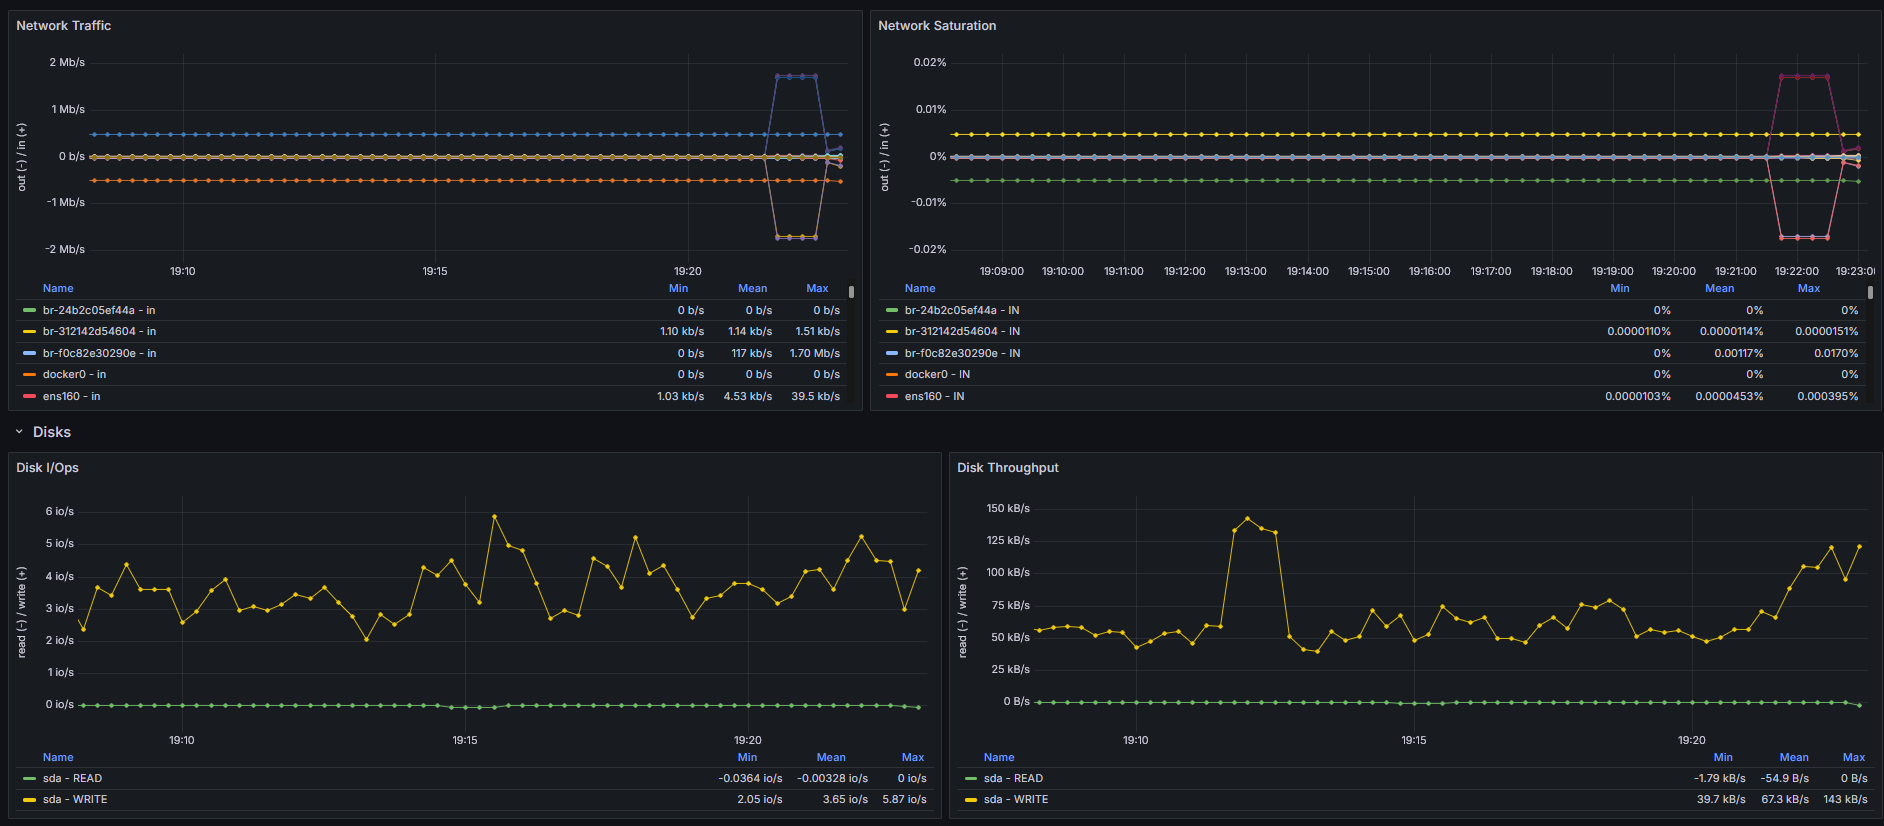 Network Traffic
2 Mb/s
1 Mb/s
0 b/s
-1 Mb/s
-2 Mb/s
out (-) / in (+)
19:10 19:15 19:20
Name Min Mean Max
br-24b2c05ef44a - in 0 b/s 0 b/s 0 b/s
br-312142d54604 - in 1.10 kb/s 1.14 kb/s 1.51 kb/s
br-f0c82e30290e - in 0 b/s 117 kb/s 1.70 Mb/s
docker0 - in 0 b/s 0 b/s 0 b/s
ens160 - in 1.03 kb/s 4.53 kb/s 39.5 kb/s
Network Saturation
0.02%
0.01%
0%
-0.01%
-0.02%
out (-) / in (+)
19:09:00 19:10:00 19:11:00 19:12:00 19:13:00 19:14:00 19:15:00 19:16:00 19:17:00 19:18:00 19:19:00 19:20:00 19:21:00 19:22:00 19:23:0
Name Min Mean Max
br-24b2c05ef44a - IN 0% 0% 0%
br-312142d54604 - IN 0.0000110% 0.0000114% 0.0000151%
br-f0c82e30290e - IN 0% 0.00117% 0.0170%
docker0 - IN 0% 0% 0%
ens160 - IN 0.0000103% 0.0000453% 0.000395%
Disks
Disk I/Ops
6 io/s
5 io/s
4 io/s
3 io/s
2 io/s
1 io/s
0 io/s
read (-) / write (+)
19:10 19:15 19:20
Name Min Mean Max
sda - READ -0.0364 io/s -0.00328 io/s 0 io/s
sda - WRITE 2.05 io/s 3.65 io/s 5.87 io/s
Disk Throughput
150 kB/s
125 kB/s
100 kB/s
75 kB/s
50 kB/s
25 kB/s
0 B/s
read (-) / write (+)
19:10 19:15 19:20
Name Min Mean Max
sda - READ -1.79 kB/s -54.9 B/s 0 B/s
sda - WRITE 39.7 kB/s 67.3 kB/s 143 kB/s